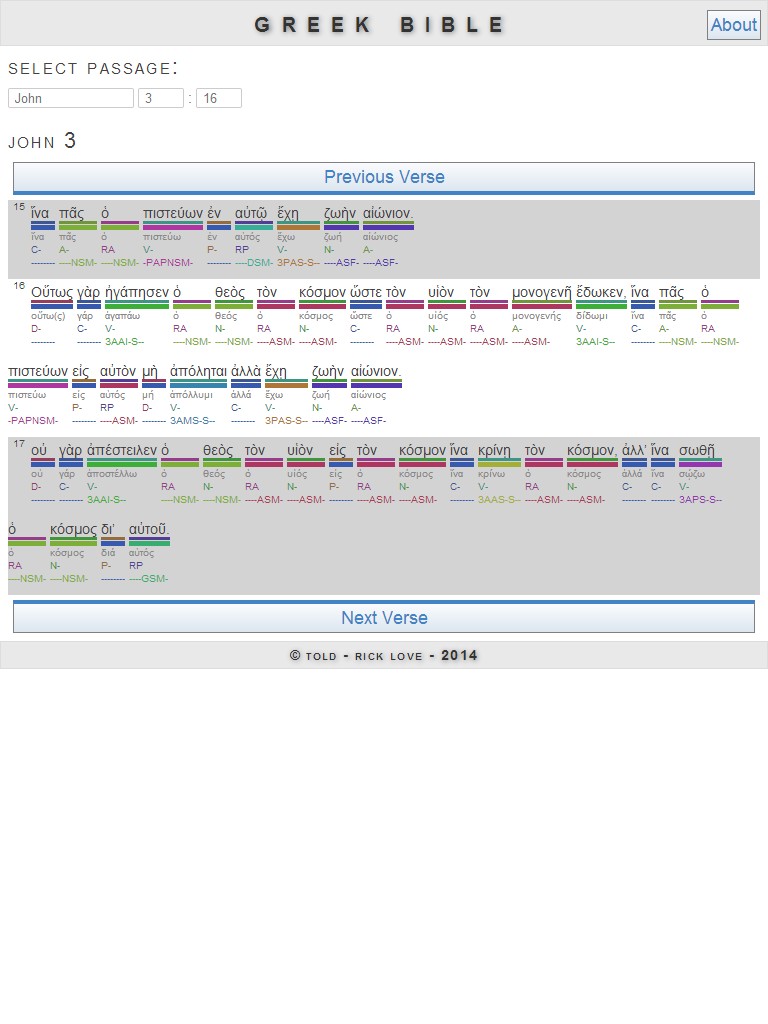 GREEK BIBLE
About
SELECT PASSAGE:
John 3 : 16
JOHN 3
Previous Verse
15 ἵνα πᾶς ὁ πιστεύων ἐν αὐτῷ ἔχῃ ζωὴν αἰώνιον.
ἵνα πᾶς ὁ πιστεύω ἐν αὐτός ἔχω ζωή αἰώνιος
C- A- RA V- P- RP V- N- A-
-------- ----NSM- ----NSM- -PAPNSM- -------- ----DSM- 3PAS-S-- ----ASF- ----ASF-
16 Οὕτως γὰρ ἠγάπησεν ὁ θεὸς τὸν κόσμον ὥστε τὸν υἱὸν τὸν μονογενῆ ἔδωκεν, ἵνα πᾶς ὁ
οὕτω(ς) γάρ ἀγαπάω ὁ θεός ὁ κόσμος ὥστε ὁ υἱός ὁ μονογενής δίδωμι ἵνα πᾶς ὁ
D- C- V- RA N- RA N- C- RA N- RA A- V- C- A- RA
-------- -------- 3AAI-S-- ----NSM- ----NSM- ----ASM- ----ASM- -------- ----ASM- ----ASM- ----ASM- ----ASM- 3AAI-S-- -------- ----NSM- ----NSM-
πιστεύων εἰς αὐτὸν μὴ ἀπόληται ἀλλὰ ἔχῃ ζωὴν αἰώνιον.
πιστεύω εἰς αὐτός μή ἀπόλλυμι ἀλλά ἔχω ζωή αἰώνιος
V- P- RP D- V- C- V- N- A-
-PAPNSM- -------- ----ASM- -------- 3AMS-S-- -------- 3PAS-S-- ----ASF- ----ASF-
17 οὐ γὰρ ἀπέστειλεν ὁ θεὸς τὸν υἱὸν εἰς τὸν κόσμον ἵνα κρίνῃ τὸν κόσμον, ἀλλ’ ἵνα σωθῇ
οὐ γάρ ἀποστέλλω ὁ θεός ὁ υἱός εἰς ὁ κόσμος ἵνα κρίνω ὁ κόσμος ἀλλά ἵνα σῴζω
D- C- V- RA N- RA N- P- RA N- C- V- RA N- C- C- V-
-------- -------- 3AAI-S-- ----NSM- ----NSM- ----ASM- ----ASM- -------- ----ASM- ----ASM- -------- 3AAS-S-- ----ASM- ----ASM- -------- -------- 3APS-S--
ὁ κόσμος δι’ αὐτοῦ.
ὁ κόσμος διά αὐτός
RA N- P- RP
----NSM- ----NSM- -------- ----GSM-
Next Verse
© TOLD - RICK LOVE - 2014